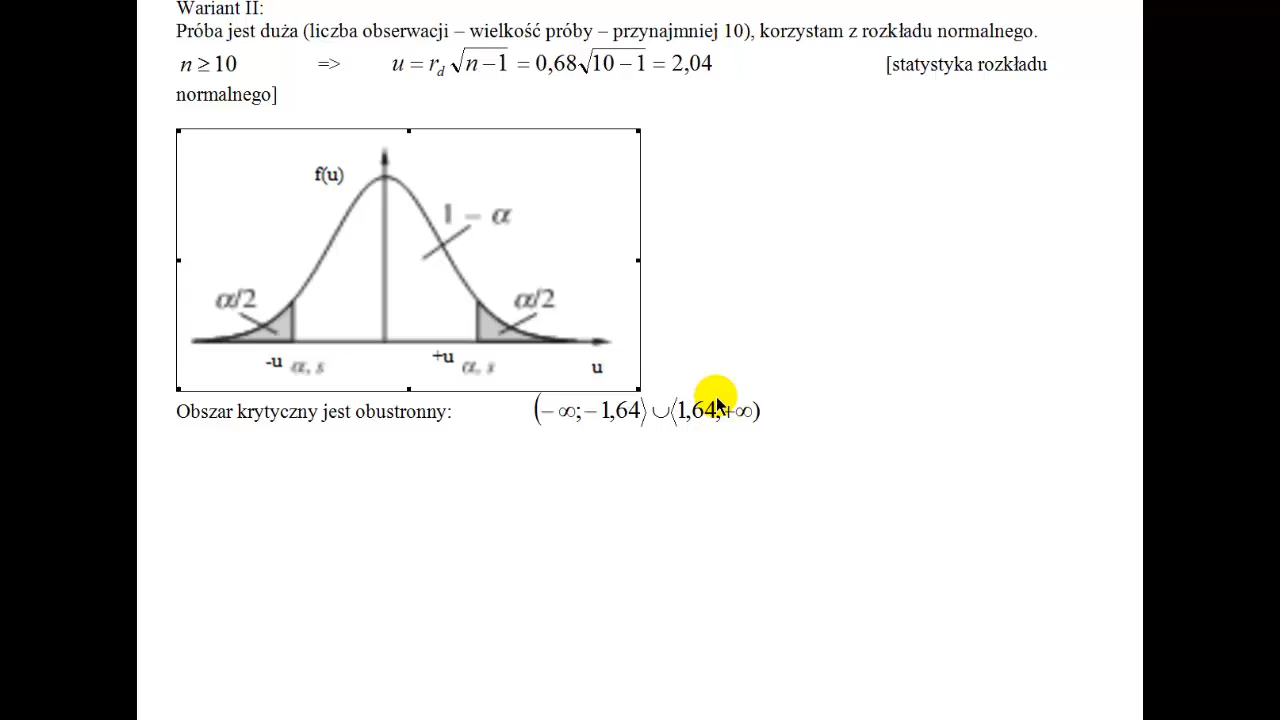 Wariant II:
Próba jest duża (liczba obserwacji – wielkość próby – przynajmniej 10), korzystam z rozkładu normalnego.
n ≥ 10 => u = r_d √(n−1) = 0,68√(10−1) = 2,04 [statystyka rozkładu
normalnego]
f(u)
1 − α
α/2 α/2
-u α, s +u α, s u
Obszar krytyczny jest obustronny: (− ∞; − 1,64⟩ ∪ ⟨1,64; +∞)